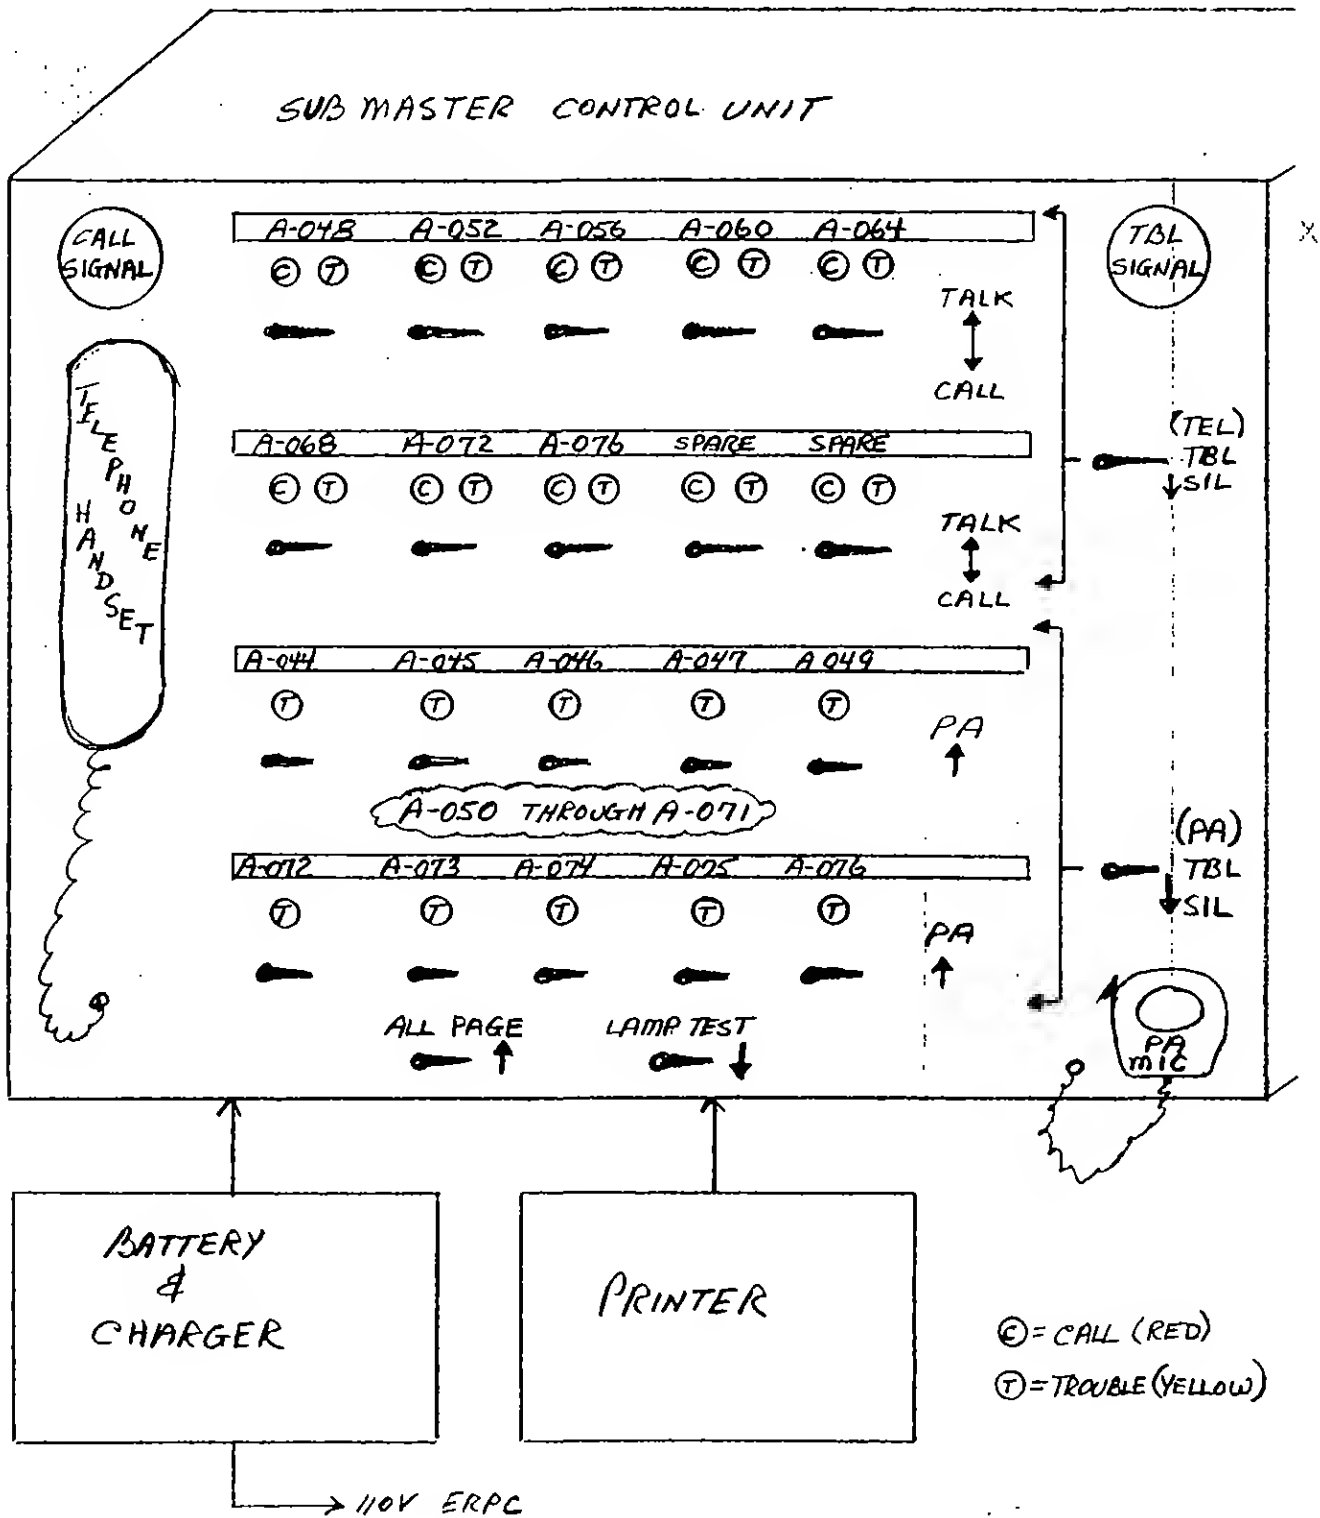 SUB MASTER CONTROL UNIT
CALL
SIGNAL
A-048 A-052 A-056 A-060 A-064
C T C T C T C T C T
TALK
CALL
TBL
SIGNAL
TELEPHONE
HANDSET
A-068 A-072 A-076 SPARE SPARE
C T C T C T C T C T
TALK
CALL
(TEL)
TBL
SIL
A-044 A-045 A-046 A-047 A 049
T T T T T
PA
A-050 THROUGH A-071
A-072 A-073 A-074 A-075 A-076
T T T T T
PA
(PA)
TBL
SIL
ALL PAGE LAMP TEST
PA
MIC
BATTERY
&
CHARGER
PRINTER
C = CALL (RED)
T = TROUBLE (YELLOW)
110V ERPC